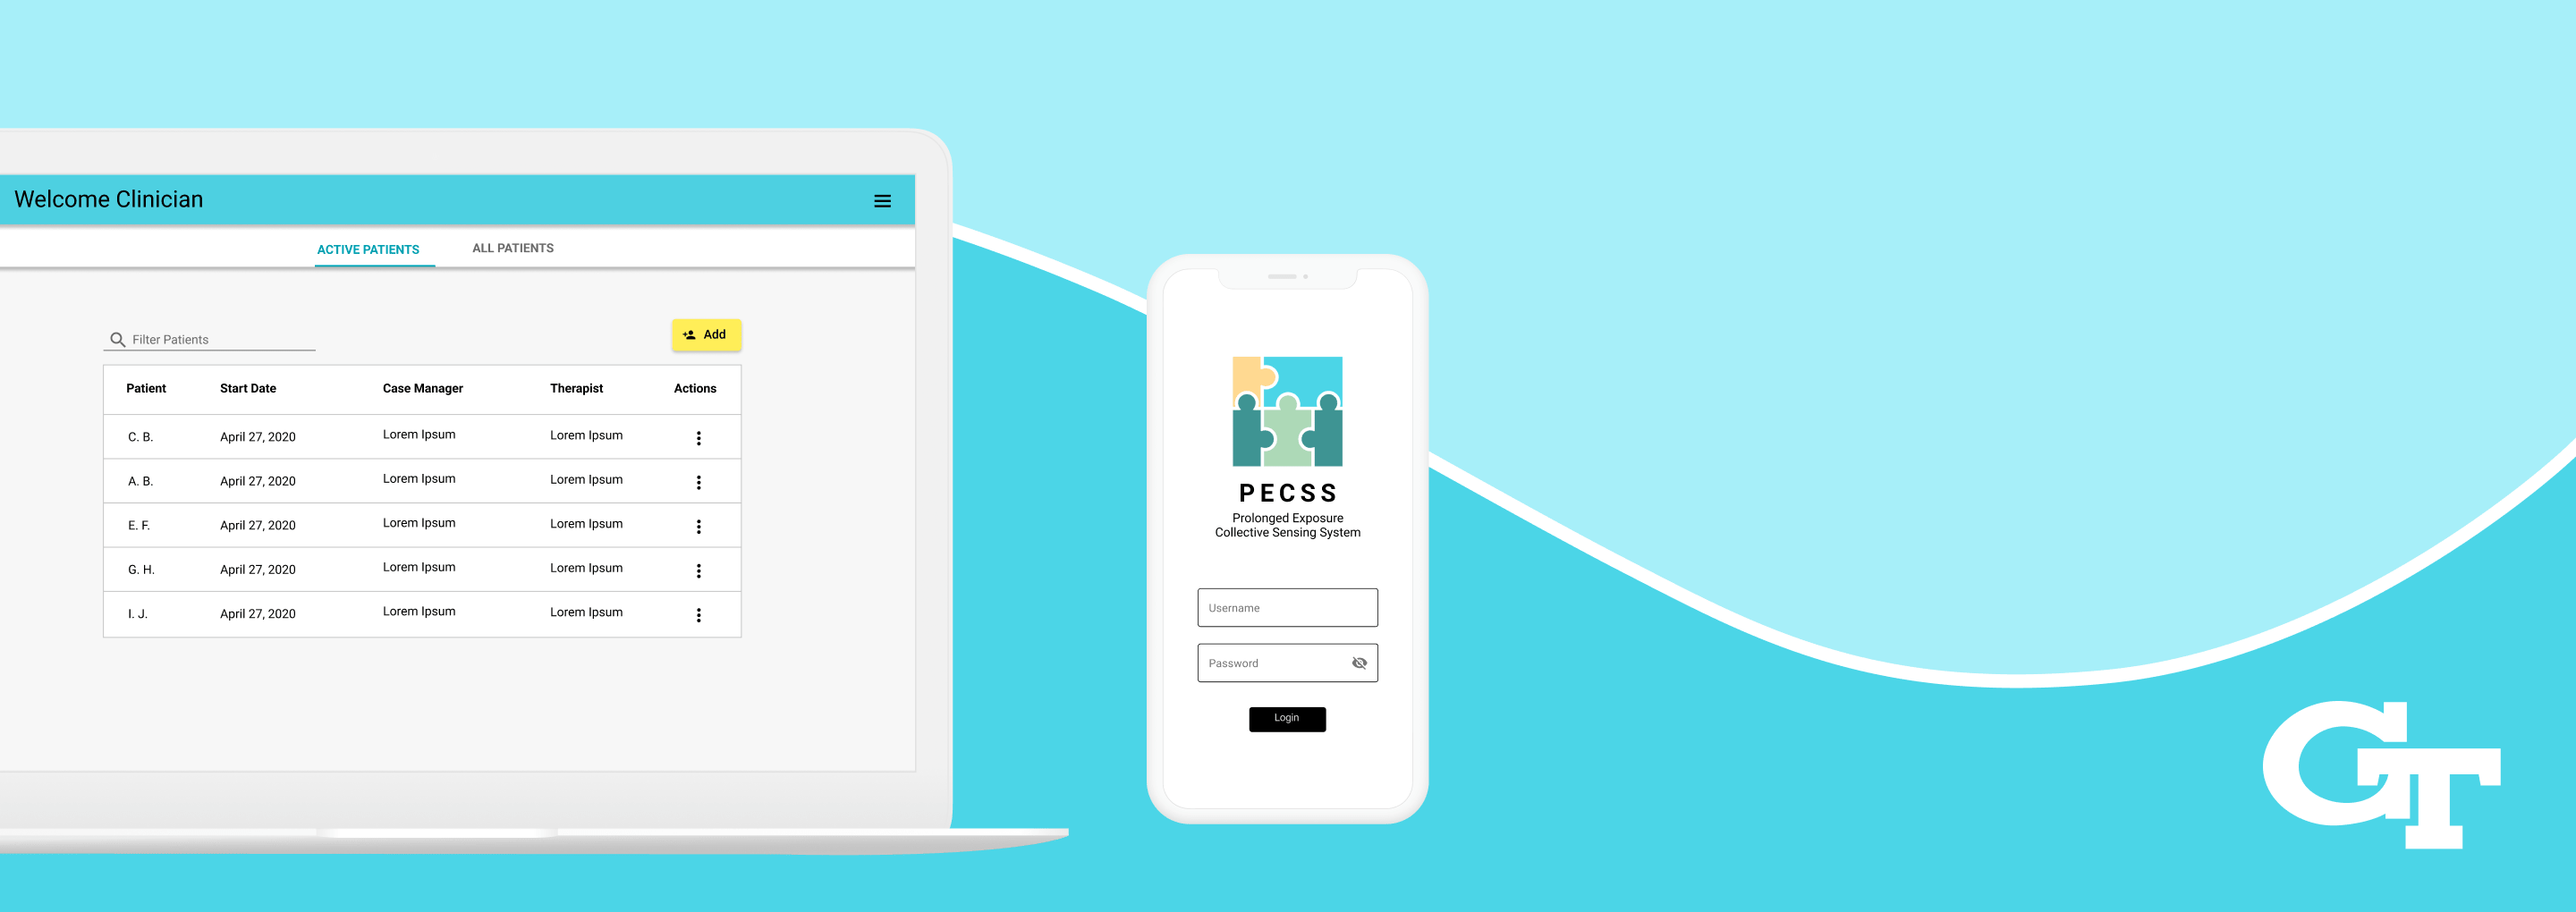 Welcome Clinician
ACTIVE PATIENTS ALL PATIENTS
Filter Patients
Add
Patient Start Date Case Manager Therapist Actions
C. B. April 27, 2020 Lorem Ipsum Lorem Ipsum
A. B. April 27, 2020 Lorem Ipsum Lorem Ipsum
E. F. April 27, 2020 Lorem Ipsum Lorem Ipsum
G. H. April 27, 2020 Lorem Ipsum Lorem Ipsum
I. J. April 27, 2020 Lorem Ipsum Lorem Ipsum
PECSS
Prolonged Exposure
Collective Sensing System
Username
Password
Login
GT